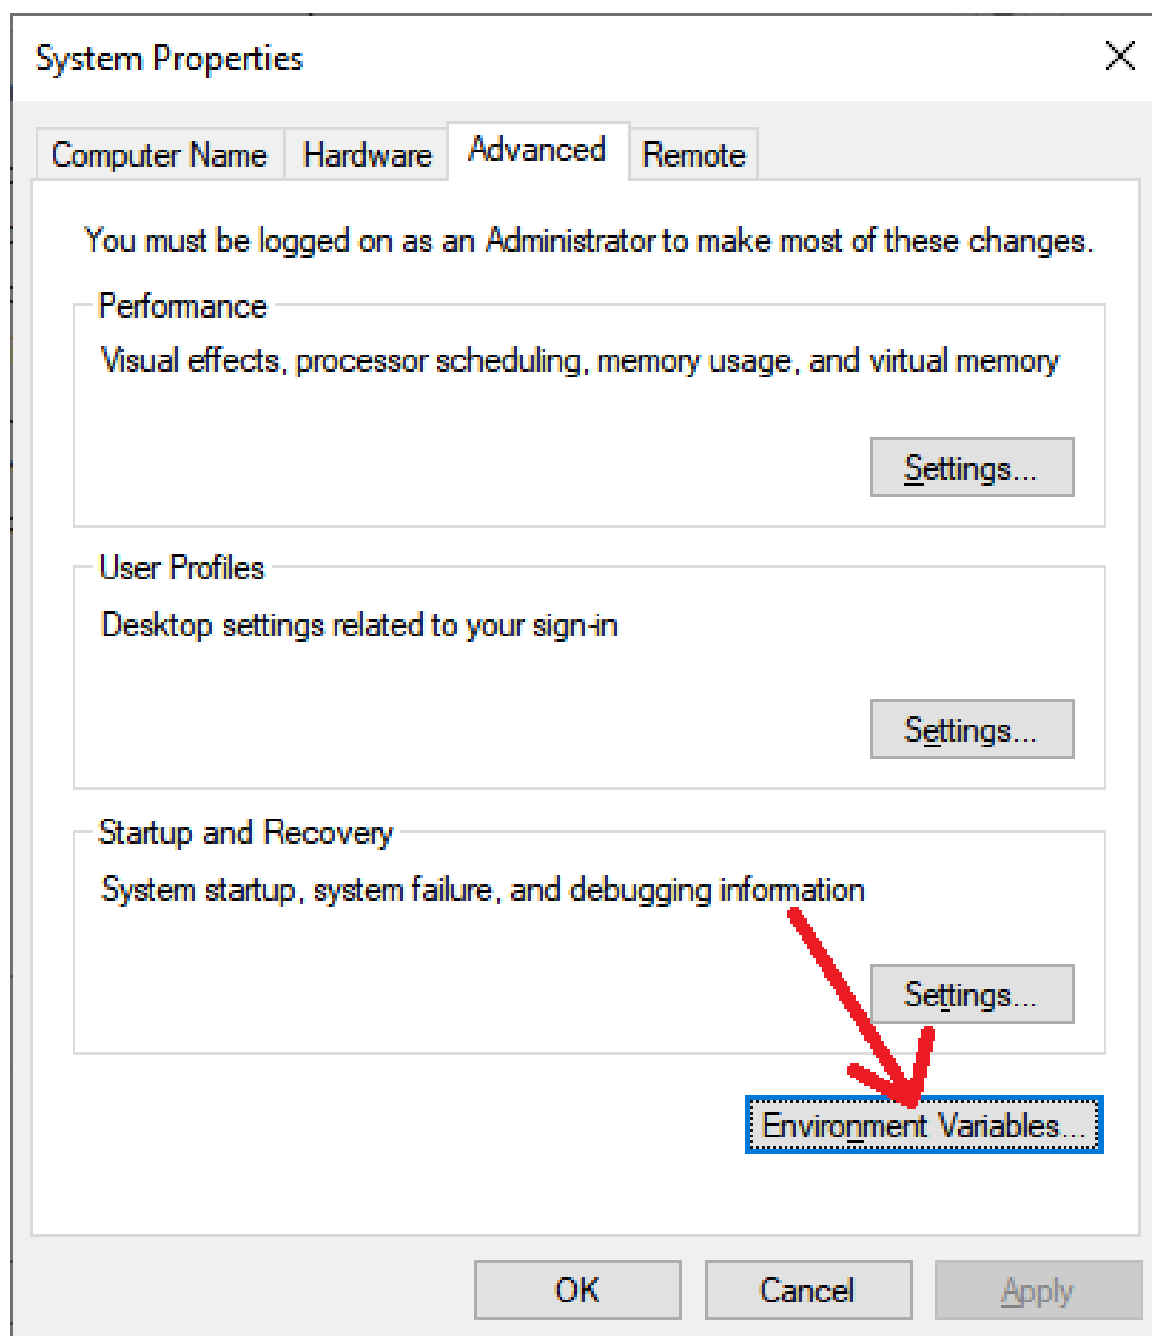 System Properties
Computer Name Hardware Advanced Remote
You must be logged on as an Administrator to make most of these changes.
Performance
Visual effects, processor scheduling, memory usage, and virtual memory
Settings...
User Profiles
Desktop settings related to your sign-in
Settings...
Startup and Recovery
System startup, system failure, and debugging information
Settings...
Environment Variables...
OK Cancel Apply